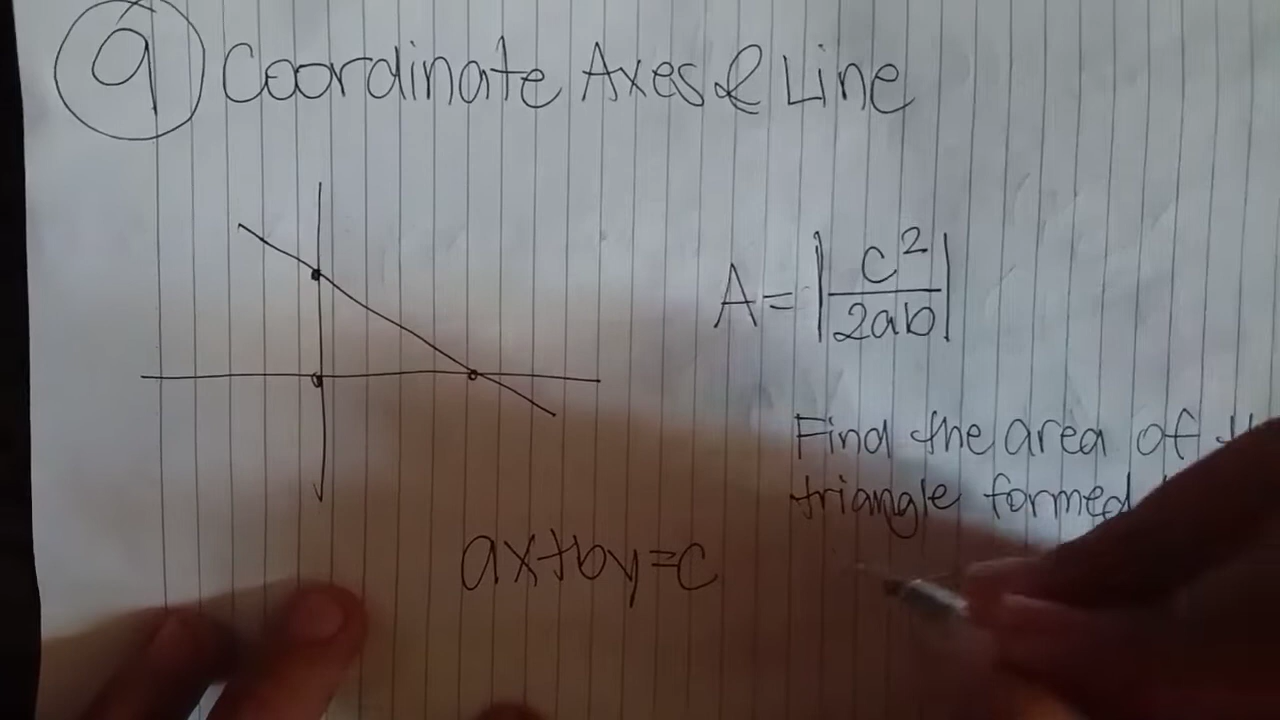 9 Coordinate Axes & Line
A = |c²/2ab|
Find the area of
triangle formed
ax+by=c